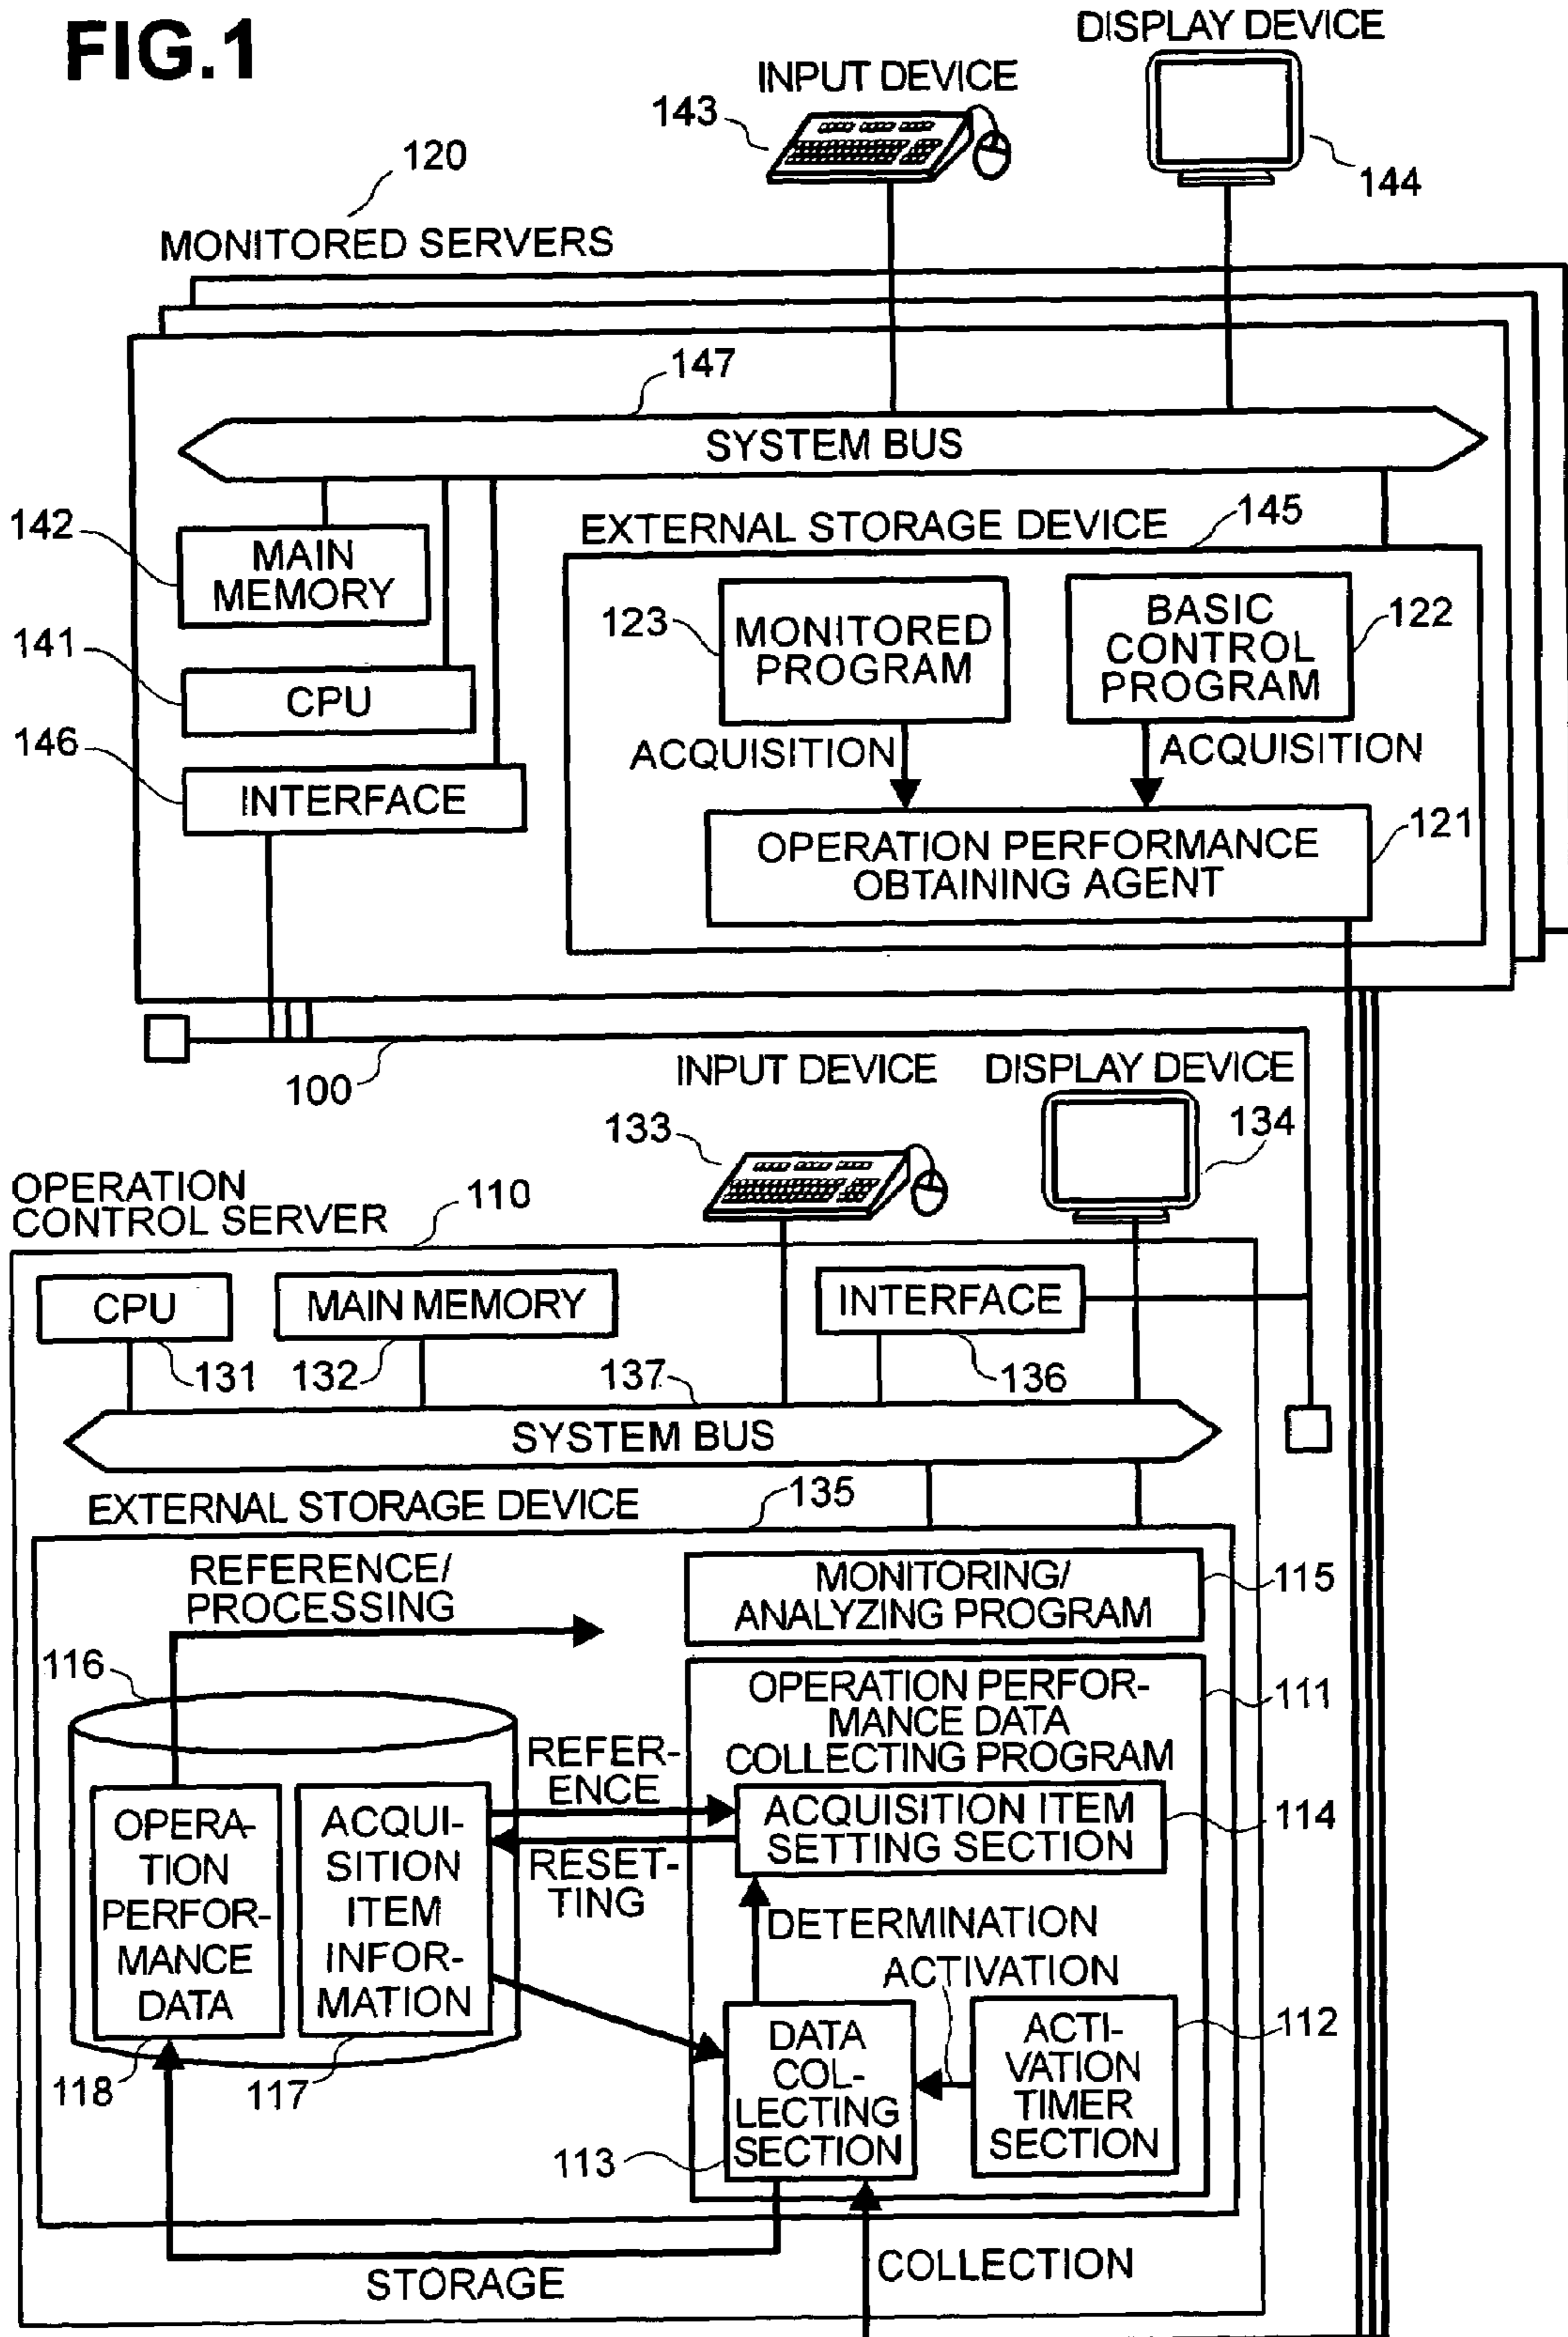 FIG.1
DISPLAY DEVICE
INPUT DEVICE
143
144
120
MONITORED SERVERS
147
SYSTEM BUS
142
MAIN
MEMORY
EXTERNAL STORAGE DEVICE
145
123
MONITORED
PROGRAM
BASIC
CONTROL
PROGRAM
122
141
CPU
ACQUISITION
ACQUISITION
146
INTERFACE
OPERATION PERFORMANCE
OBTAINING AGENT
121
100
INPUT DEVICE
DISPLAY DEVICE
133
134
OPERATION
CONTROL SERVER
110
CPU
MAIN MEMORY
INTERFACE
131
132
137
136
SYSTEM BUS
EXTERNAL STORAGE DEVICE
135
REFERENCE/
PROCESSING
MONITORING/
ANALYZING PROGRAM
115
116
OPERATION PERFOR-
MANCE DATA
COLLECTING PROGRAM
111
REFER-
ENCE
OPERA-
TION
PERFOR-
MANCE
DATA
ACQUI-
SITION
ITEM
INFOR-
MATION
ACQUISITION ITEM
SETTING SECTION
114
RESET-
TING
DETERMINATION
ACTIVATION
DATA
COL-
LECTING
SECTION
ACTI-
VATION
TIMER
SECTION
112
118
117
113
STORAGE
COLLECTION